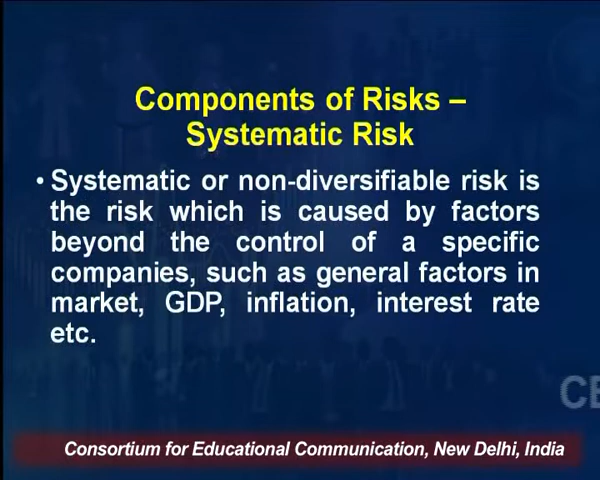 Components of Risks –
Systematic Risk
• Systematic or non-diversifiable risk is
the risk which is caused by factors
beyond the control of a specific
companies, such as general factors in
market, GDP, inflation, interest rate
etc.
CE
Consortium for Educational Communication, New Delhi, India